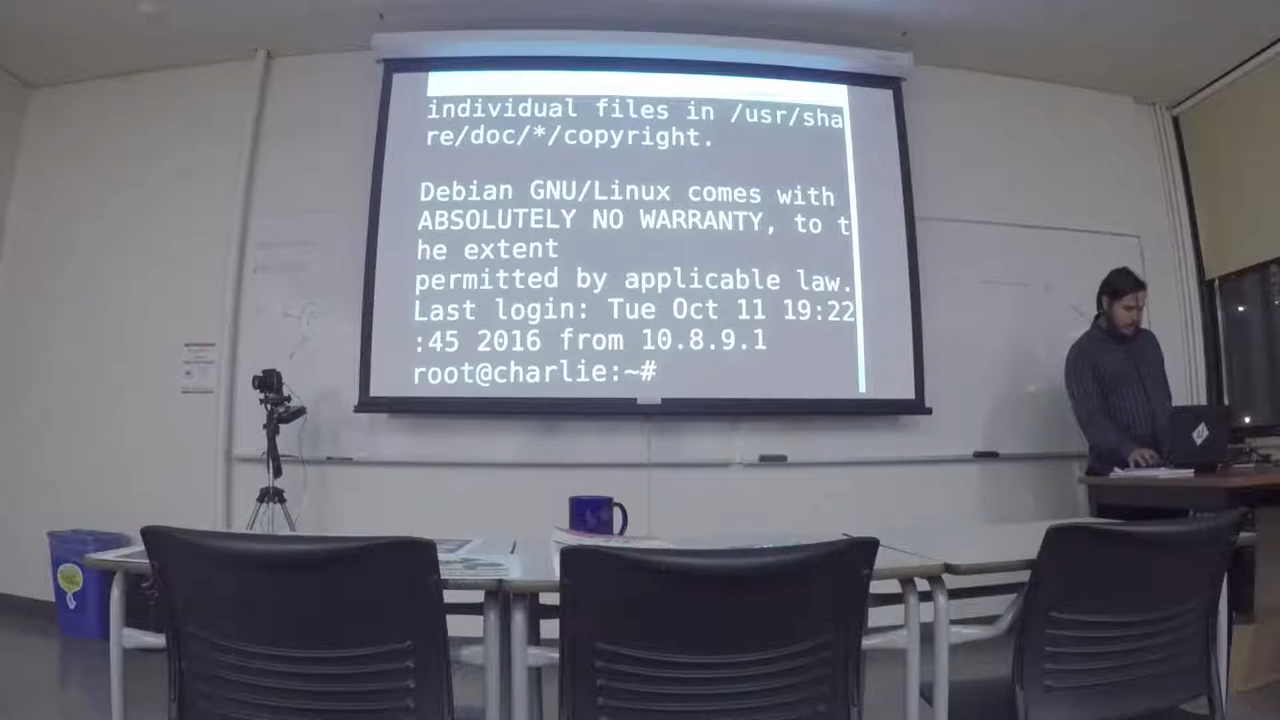 individual files in /usr/sha
re/doc/*/copyright.
Debian GNU/Linux comes with
ABSOLUTELY NO WARRANTY, to t
he extent
permitted by applicable law.
Last login: Tue Oct 11 19:22
:45 2016 from 10.8.9.1
root@charlie:~#